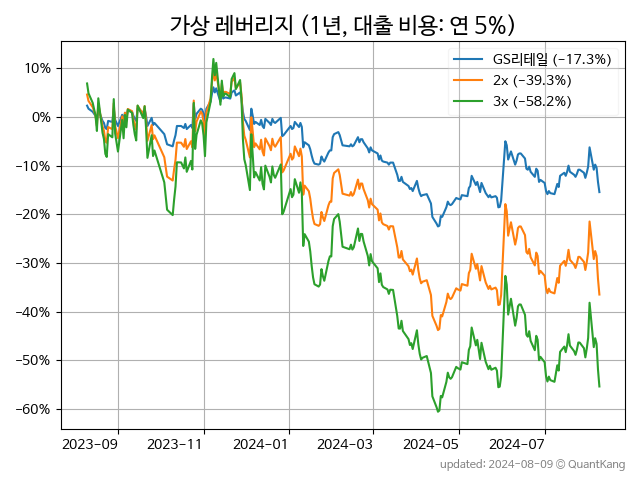 가상 레버리지 (1년, 대출 비용: 연 5%)
GS리테일 (−17.3%)
2x (−39.3%)
3x (−58.2%)
10%
0%
−10%
−20%
−30%
−40%
−50%
−60%
2023-09 2023-11 2024-01 2024-03 2024-05 2024-07
updated: 2024-08-09 © QuantKang